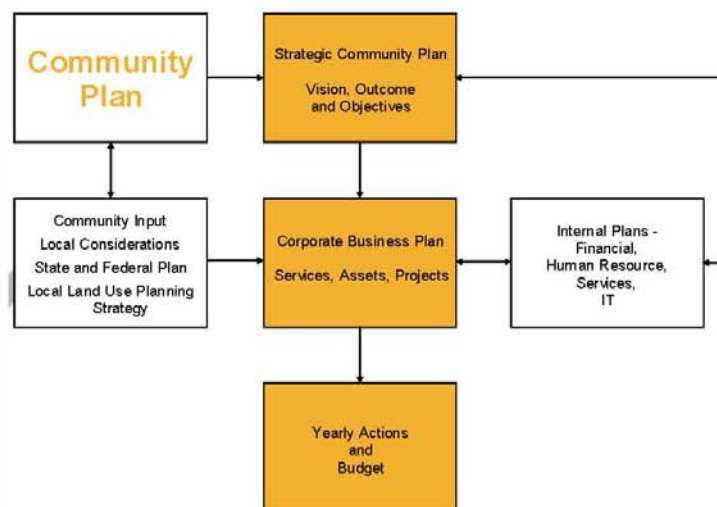 Community
Plan
Strategic Community Plan
Vision, Outcome
and Objectives
Community Input
Local Considerations
State and Federal Plan
Local Land Use Planning
Strategy
Corporate Business Plan
Services, Assets, Projects
Internal Plans -
Financial,
Human Resource,
Services,
IT
Yearly Actions
and
Budget